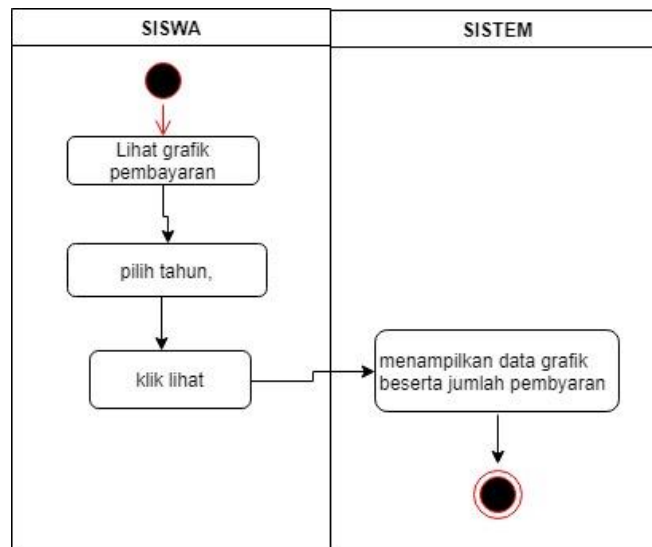 SISWA
SISTEM
Lihat grafik
pembayaran
pilih tahun,
klik lihat
menampilkan data grafik
beserta jumlah pembyaran